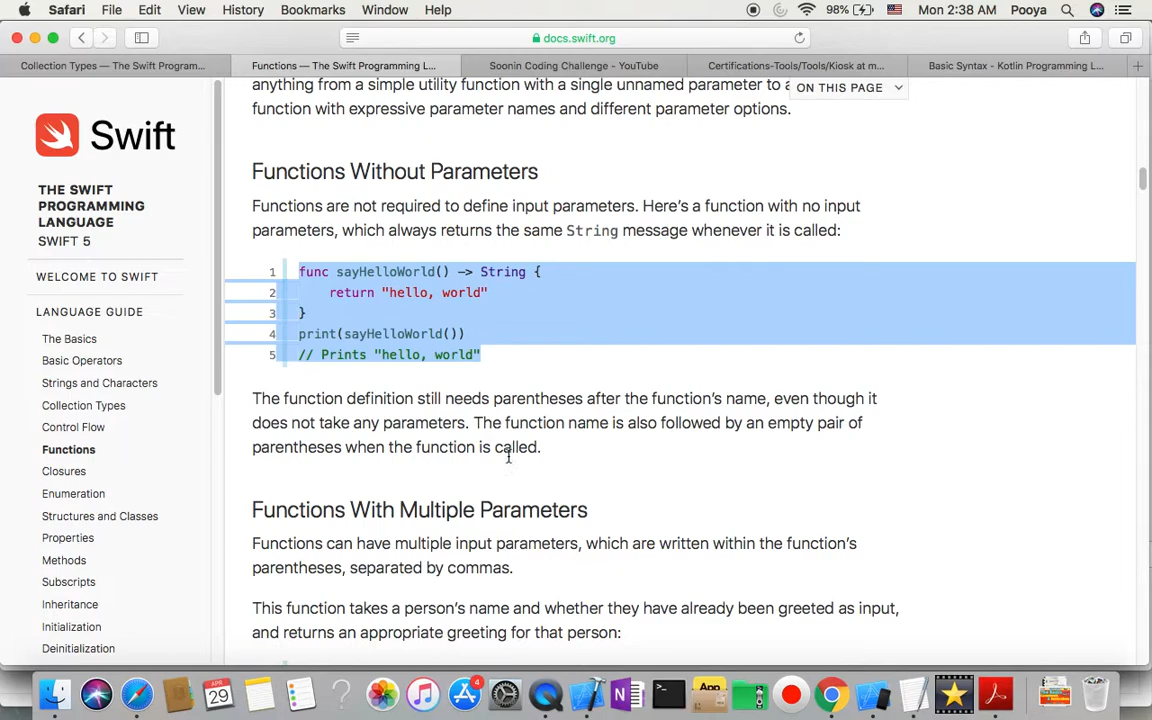 Safari File Edit View History Bookmarks Window Help 98% Mon 2:38 AM Pooya
docs.swift.org
Collection Types — The Swift Program... Functions — The Swift Programming L... Soonin Coding Challenge - YouTube Certifications-Tools/Tools/Kiosk at m... Basic Syntax - Kotlin Programming L...
anything from a simple utility function with a single unnamed parameter to a
ON THIS PAGE
function with expressive parameter names and different parameter options.
Swift
THE SWIFT
PROGRAMMING
LANGUAGE
SWIFT 5
WELCOME TO SWIFT
LANGUAGE GUIDE
The Basics
Basic Operators
Strings and Characters
Collection Types
Control Flow
Functions
Closures
Enumeration
Structures and Classes
Properties
Methods
Subscripts
Inheritance
Initialization
Deinitialization
Functions Without Parameters
Functions are not required to define input parameters. Here’s a function with no input
parameters, which always returns the same String message whenever it is called:
1 func sayHelloWorld() -> String {
2 return "hello, world"
3 }
4 print(sayHelloWorld())
5 // Prints "hello, world"
The function definition still needs parentheses after the function’s name, even though it
does not take any parameters. The function name is also followed by an empty pair of
parentheses when the function is called.
Functions With Multiple Parameters
Functions can have multiple input parameters, which are written within the function’s
parentheses, separated by commas.
This function takes a person’s name and whether they have already been greeted as input,
and returns an appropriate greeting for that person:
APR
29
4
N
App